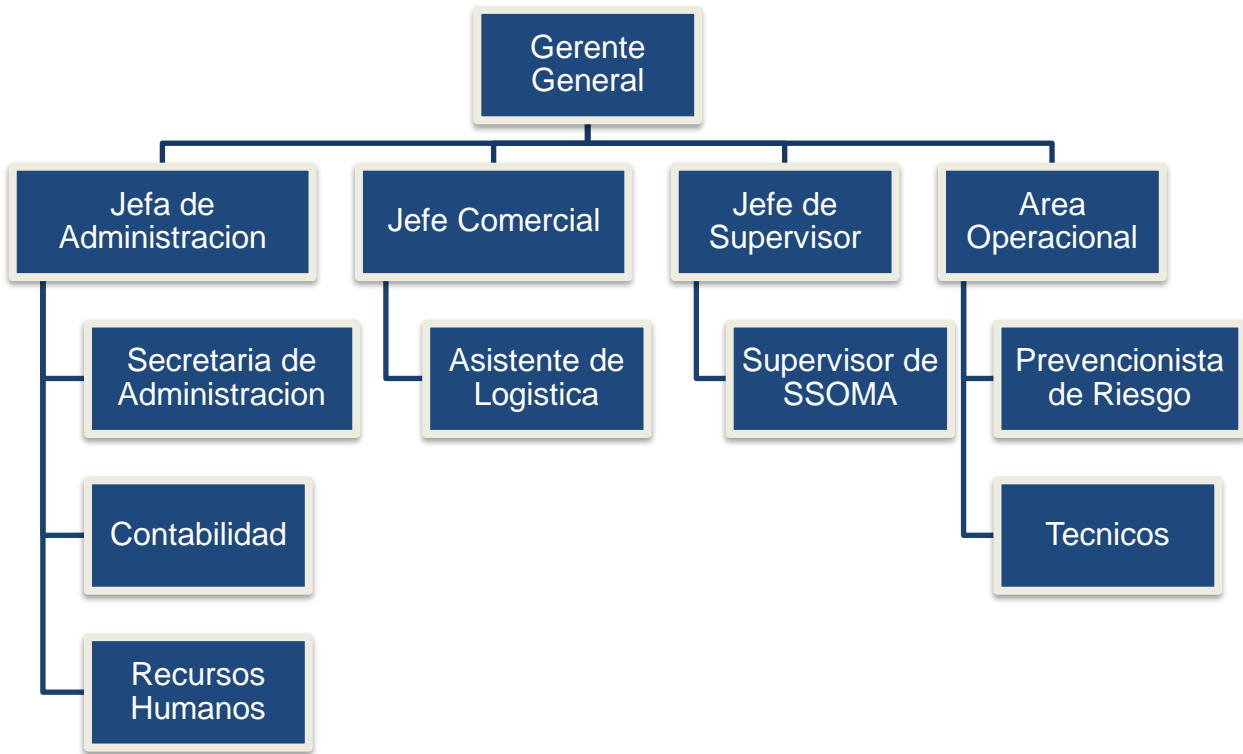 Gerente
General
Jefa de
Administracion
Jefe Comercial
Jefe de
Supervisor
Area
Operacional
Secretaria de
Administracion
Asistente de
Logistica
Supervisor de
SSOMA
Prevencionista
de Riesgo
Contabilidad
Tecnicos
Recursos
Humanos